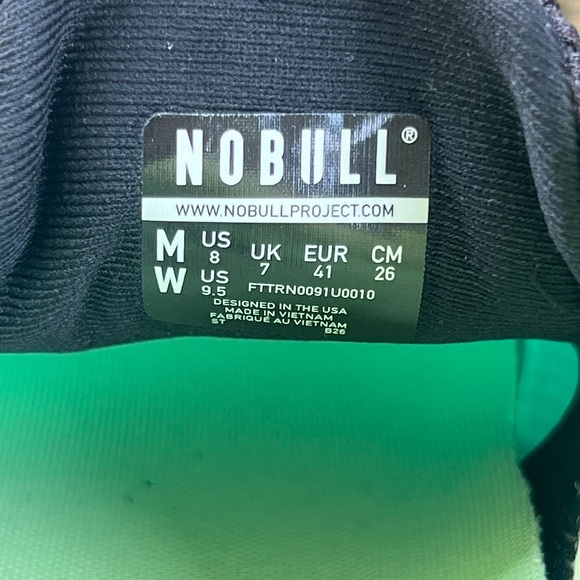 NOBULL®
WWW.NOBULLPROJECT.COM
M US 8 UK 7 EUR 41 CM 26
W US 9.5 FTTRN0091U0010
DESIGNED IN THE USA
MADE IN VIETNAM
FABRIQUÉ AU VIETNAM
ST B26